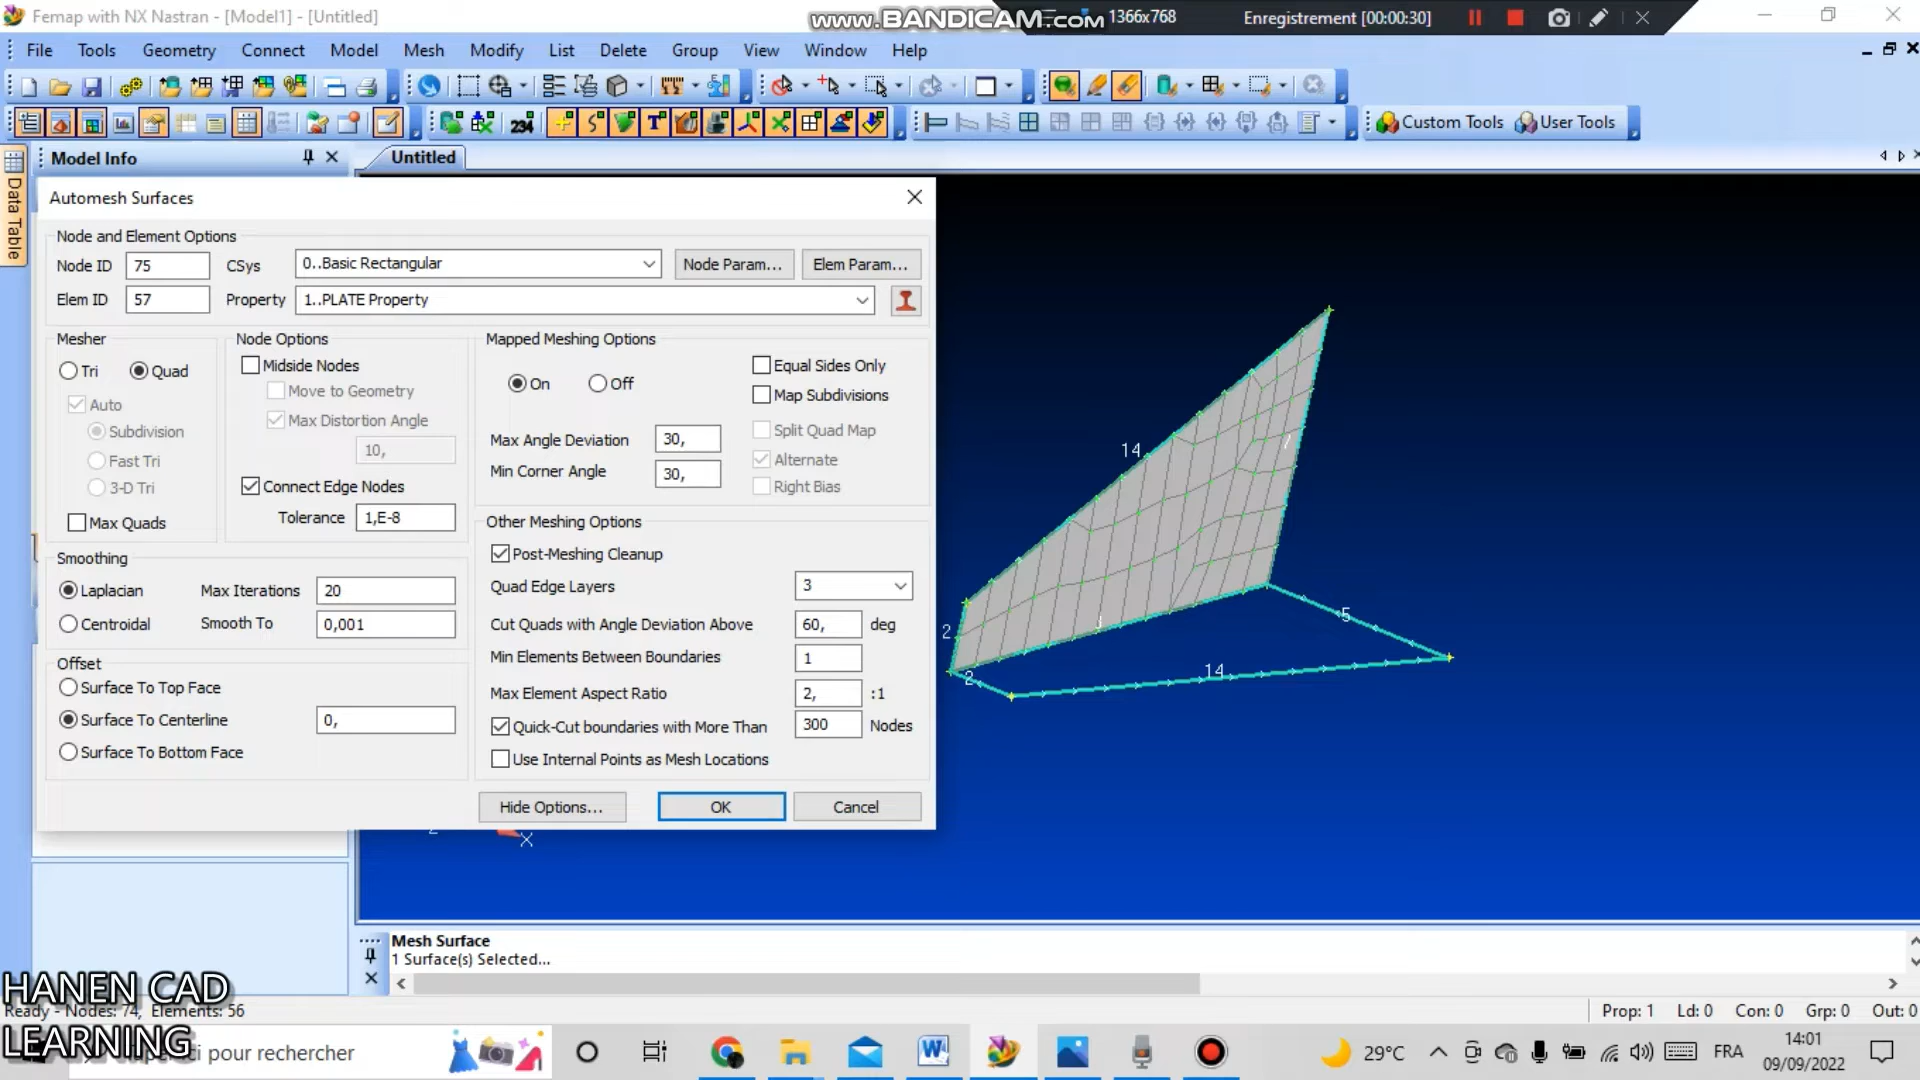 Femap with NX Nastran - [Model1] - [Untitled]
www.BANDICAM.com
1366x768
Enregistrement [00:00:30]
File Tools Geometry Connect Model Mesh Modify List Delete Group View Window Help
234
T
Custom Tools User Tools
Model Info
Untitled
Data Table
Automesh Surfaces
Node and Element Options
Node ID 75 CSys 0..Basic Rectangular Node Param... Elem Param...
Elem ID 57 Property 1..PLATE Property
Mesher
Tri Quad
Auto
Subdivision
Fast Tri
3-D Tri
Max Quads
Node Options
Midside Nodes
Move to Geometry
Max Distortion Angle
10,
Connect Edge Nodes
Tolerance 1,E-8
Mapped Meshing Options
On Off
Equal Sides Only
Map Subdivisions
Max Angle Deviation 30,
Min Corner Angle 30,
Split Quad Map
Alternate
Right Bias
Smoothing
Laplacian Max Iterations 20
Centroidal Smooth To 0,001
Offset
Surface To Top Face
Surface To Centerline 0,
Surface To Bottom Face
Other Meshing Options
Post-Meshing Cleanup
Quad Edge Layers 3
Cut Quads with Angle Deviation Above 60, deg
Min Elements Between Boundaries 1
Max Element Aspect Ratio 2, :1
Quick-Cut boundaries with More Than 300 Nodes
Use Internal Points as Mesh Locations
Hide Options... OK Cancel
14
2
5
14
2
Z
X
Mesh Surface
1 Surface(s) Selected...
HANEN CAD
LEARNING
Ready - Nodes: 74, Elements: 56
Prop: 1 Ld: 0 Con: 0 Grp: 0 Out: 0
ici pour rechercher
29°C
FRA
14:01
09/09/2022